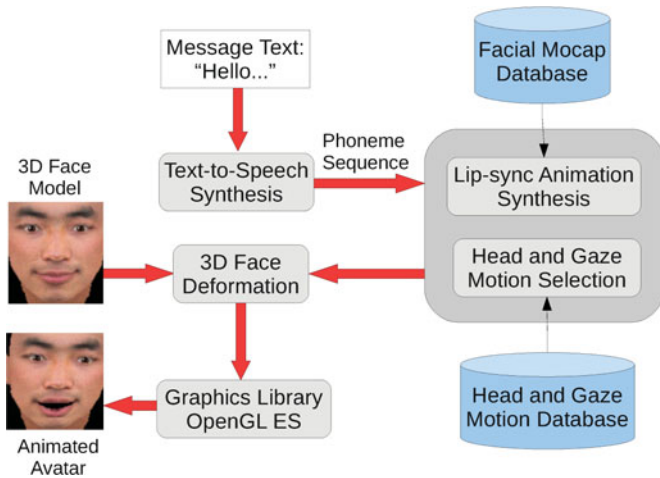 Message Text:
“Hello...”
Facial Mocap
Database
Phoneme
Sequence
3D Face
Model
Text-to-Speech
Synthesis
Lip-sync Animation
Synthesis
3D Face
Deformation
Head and Gaze
Motion Selection
Graphics Library
OpenGL ES
Head and Gaze
Motion Database
Animated
Avatar